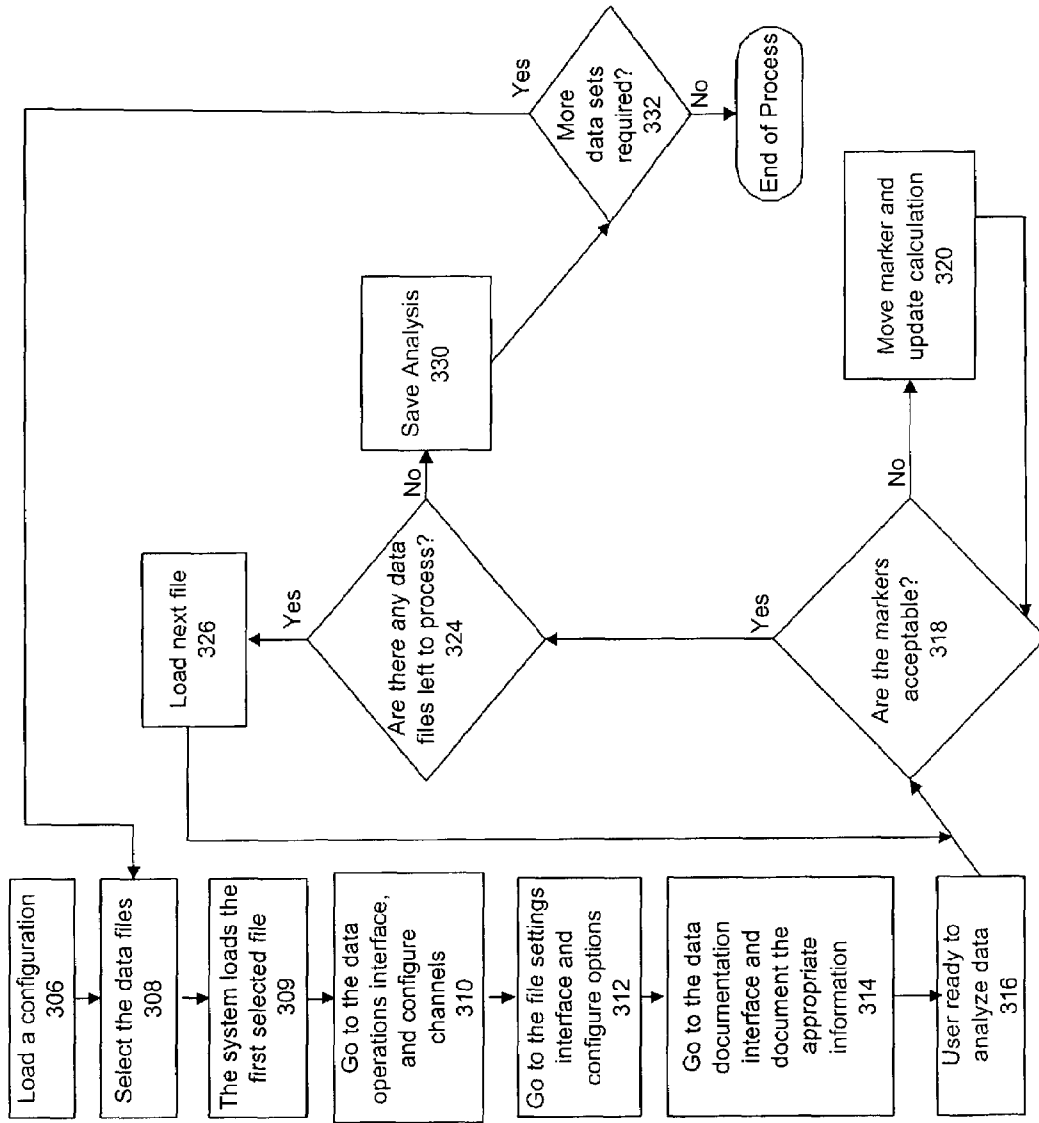 Load a configuration
306
Select the data files
308
The system loads the
first selected file
309
Go to the data
operations interface,
and configure
channels
310
Go to the file settings
interface and
configure options
312
Go to the data
documentation
interface and
document the
appropriate
information
314
User ready to
analyze data
316
Are the markers
acceptable?
318
No
Move marker and
update calculation
320
Yes
Are there any data
files left to process?
324
Yes
Load next file
326
No
Save Analysis
330
More
data sets
required?
332
Yes
No
End of Process